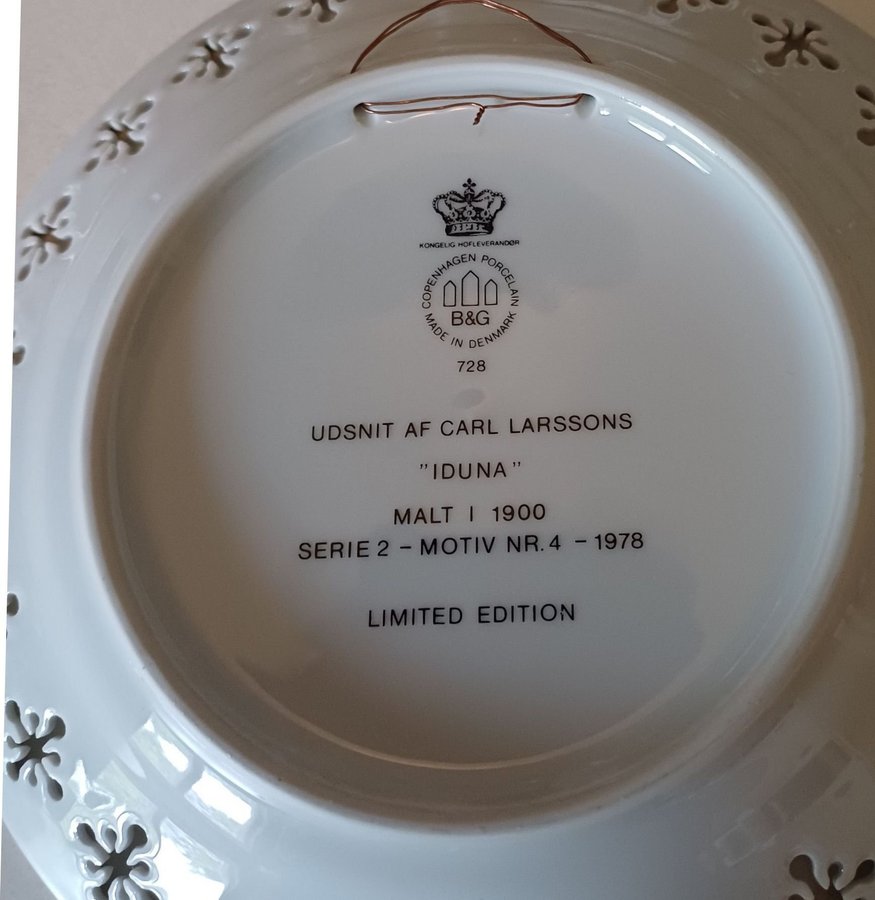 KONGELIG HOFLEVERANDØR
COPENHAGEN PORCELAIN
B&G
MADE IN DENMARK
728
UDSNIT AF CARL LARSSONS
"IDUNA"
MALT I 1900
SERIE 2 - MOTIV NR. 4 - 1978
LIMITED EDITION